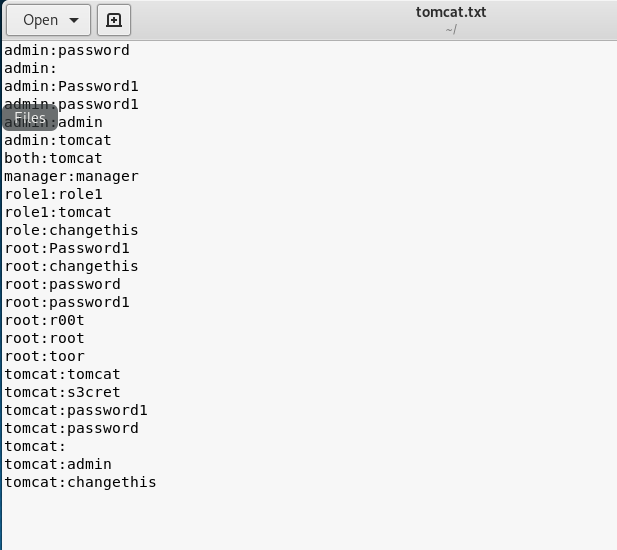 Open
tomcat.txt
~/
admin:password
admin:
admin:Password1
admin:password1
Files
admin:admin
admin:tomcat
both:tomcat
manager:manager
role1:role1
role1:tomcat
role:changethis
root:Password1
root:changethis
root:password
root:password1
root:r00t
root:root
root:toor
tomcat:tomcat
tomcat:s3cret
tomcat:password1
tomcat:password
tomcat:
tomcat:admin
tomcat:changethis